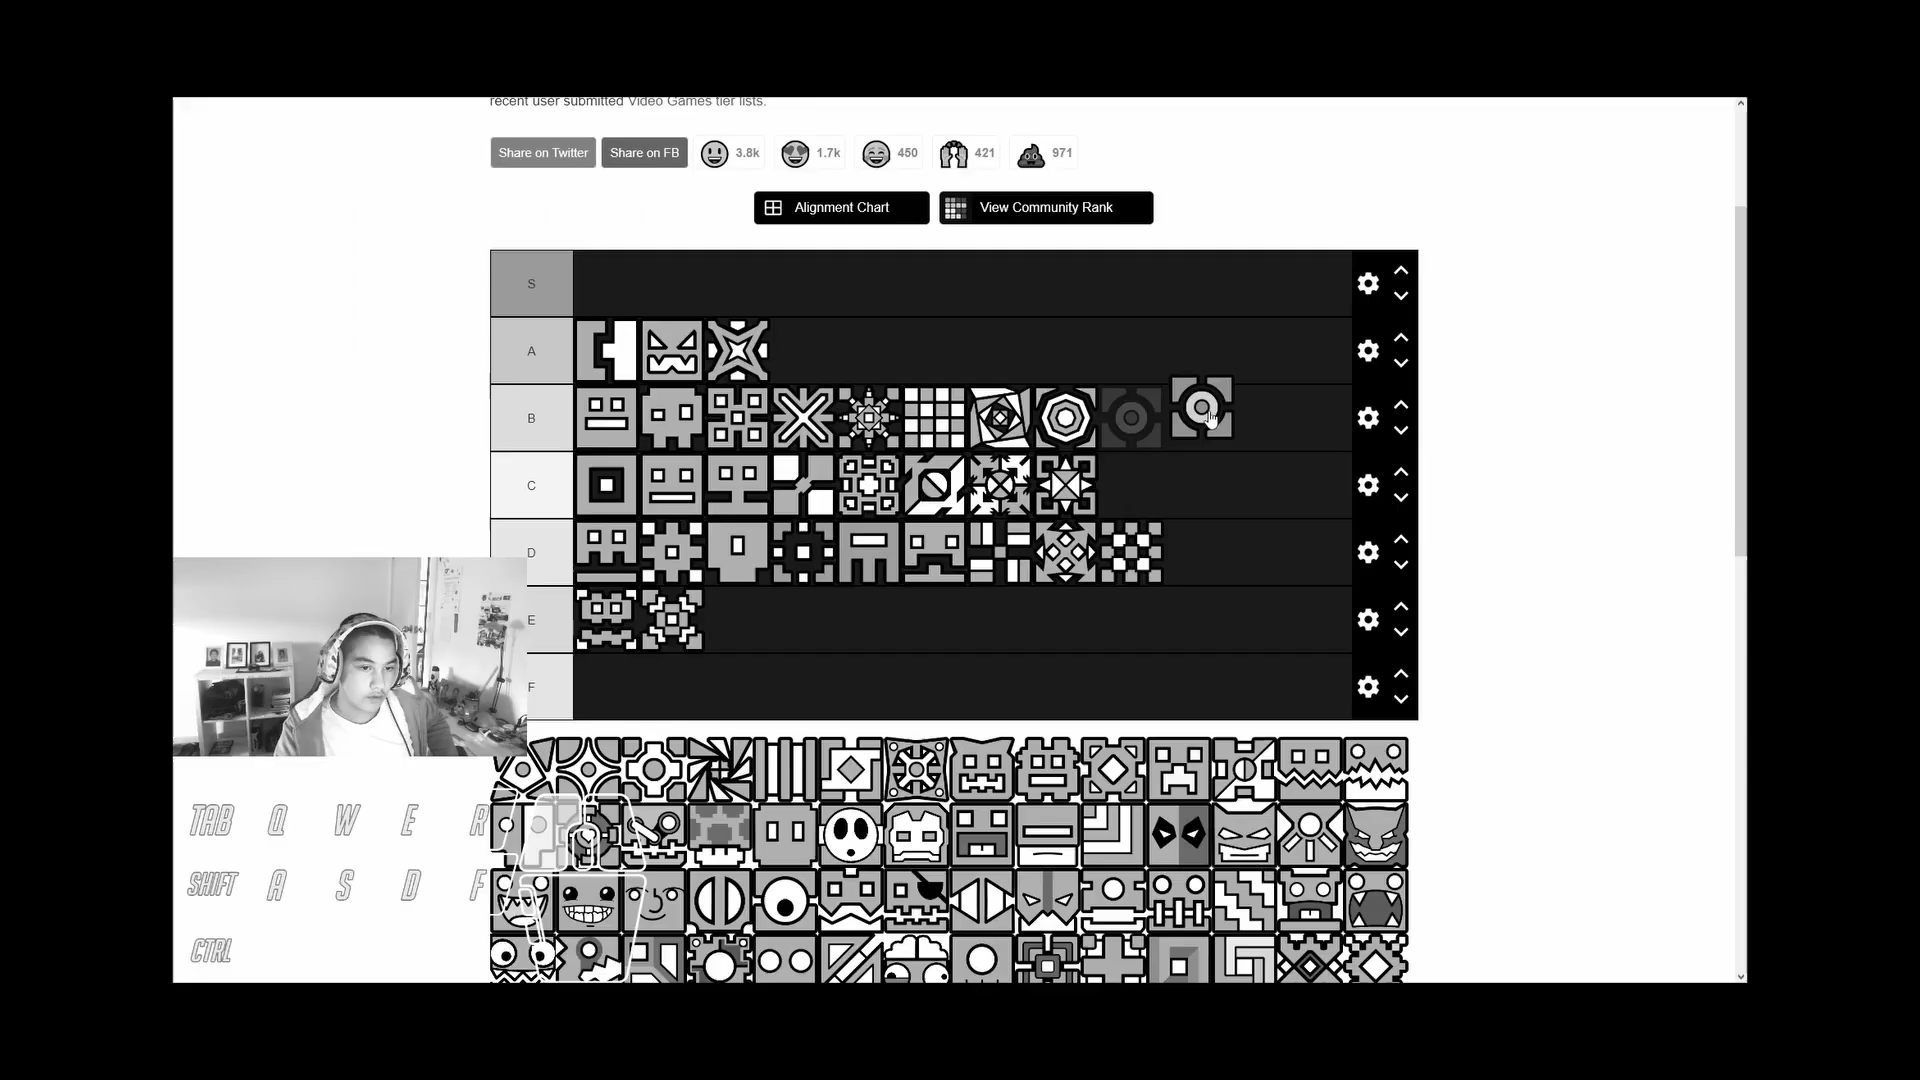 recent user submitted Video Games tier lists.
Share on Twitter
Share on FB
3.8k
1.7k
450
421
971
Alignment Chart
View Community Rank
S
A
B
C
D
E
F
TAB Q W E R
SHIFT A S D F
CTRL